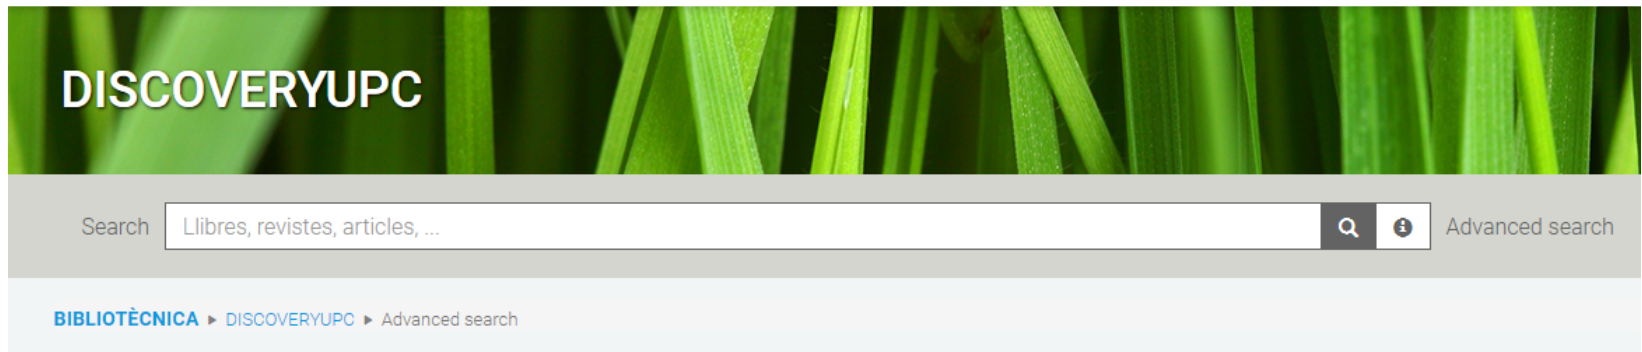 DISCOVERYUPC
Search Llibres, revistes, articles, ... Advanced search
BIBLIOTÈCNICA ▸ DISCOVERYUPC ▸ Advanced search